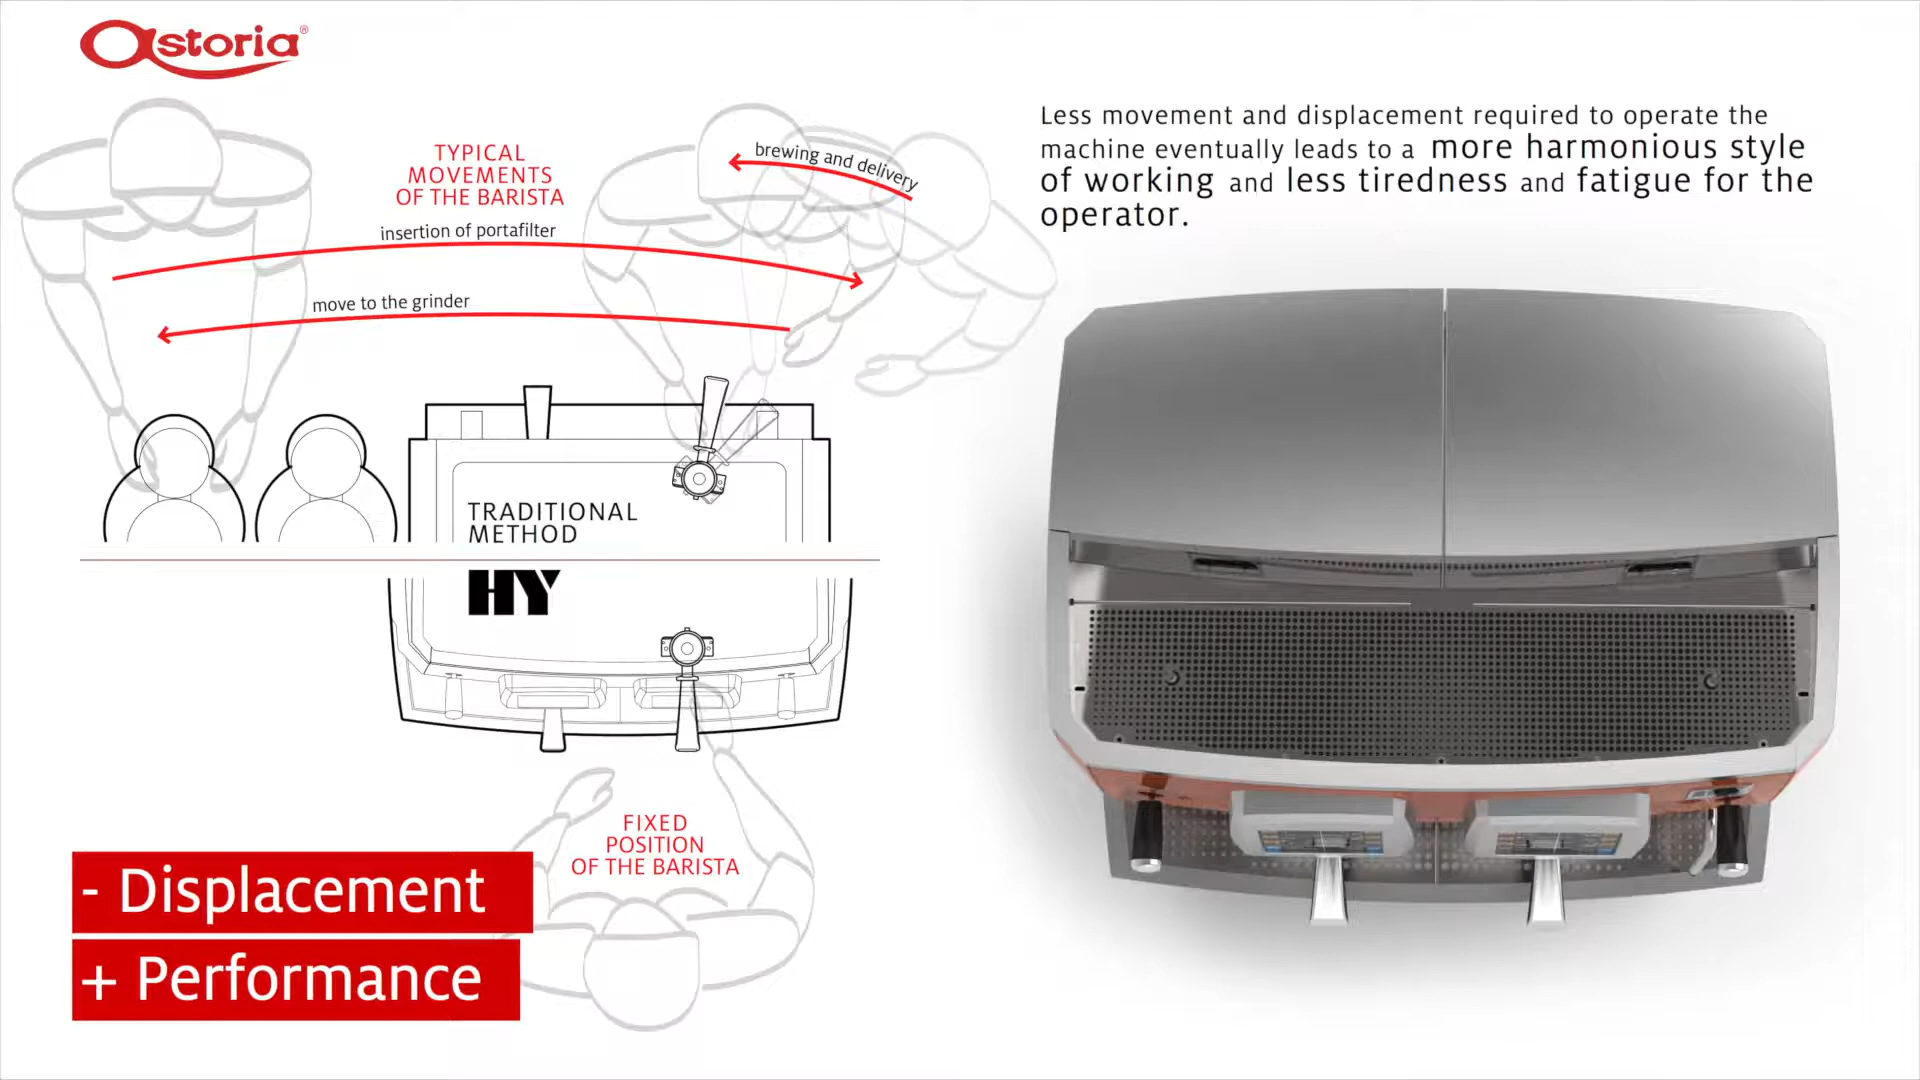 astoria®
TYPICAL
MOVEMENTS
OF THE BARISTA
insertion of portafilter
move to the grinder
brewing and delivery
TRADITIONAL
METHOD
HY
FIXED
POSITION
OF THE BARISTA
- Displacement
+ Performance
Less movement and displacement required to operate the
machine eventually leads to a more harmonious style
of working and less tiredness and fatigue for the
operator.